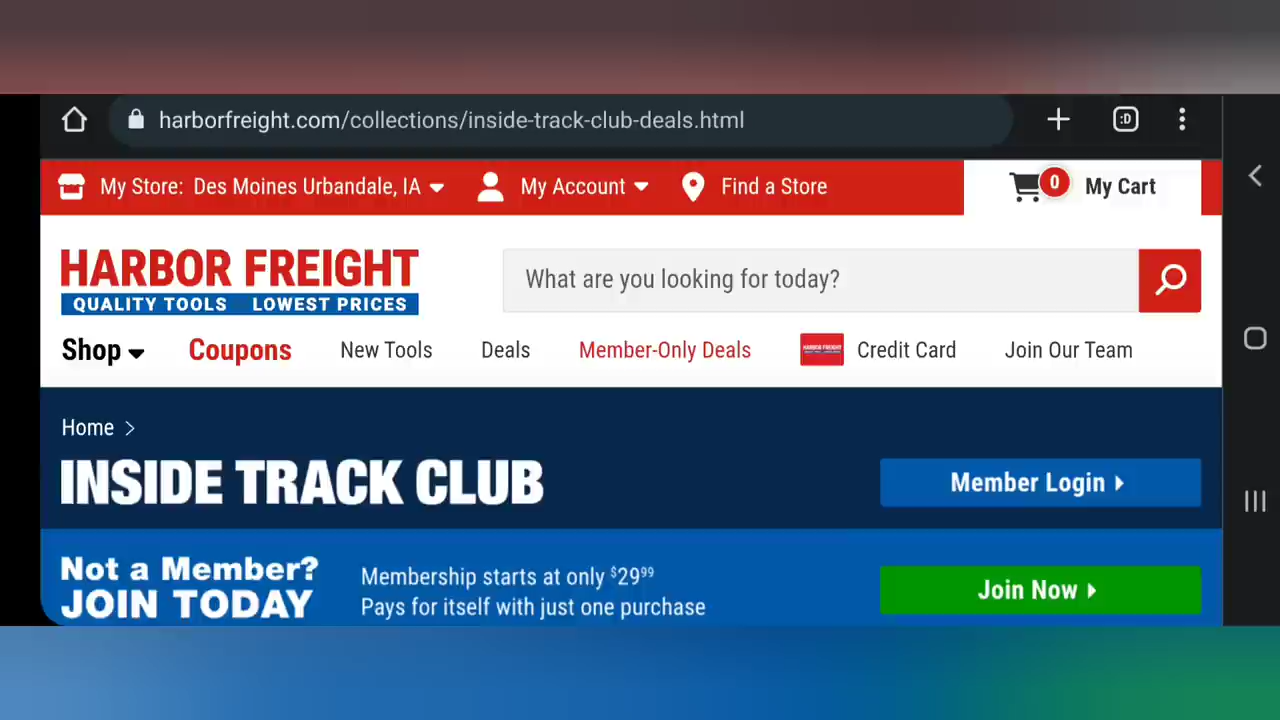 harborfreight.com/collections/inside-track-club-deals.html
:D
My Store: Des Moines Urbandale, IA
My Account
Find a Store
0
My Cart
HARBOR FREIGHT
QUALITY TOOLS LOWEST PRICES
What are you looking for today?
Shop
Coupons
New Tools
Deals
Member-Only Deals
HARBOR FREIGHT
Credit Card
Join Our Team
Home >
INSIDE TRACK CLUB
Member Login
Not a Member?
JOIN TODAY
Membership starts at only $2999
Pays for itself with just one purchase
Join Now